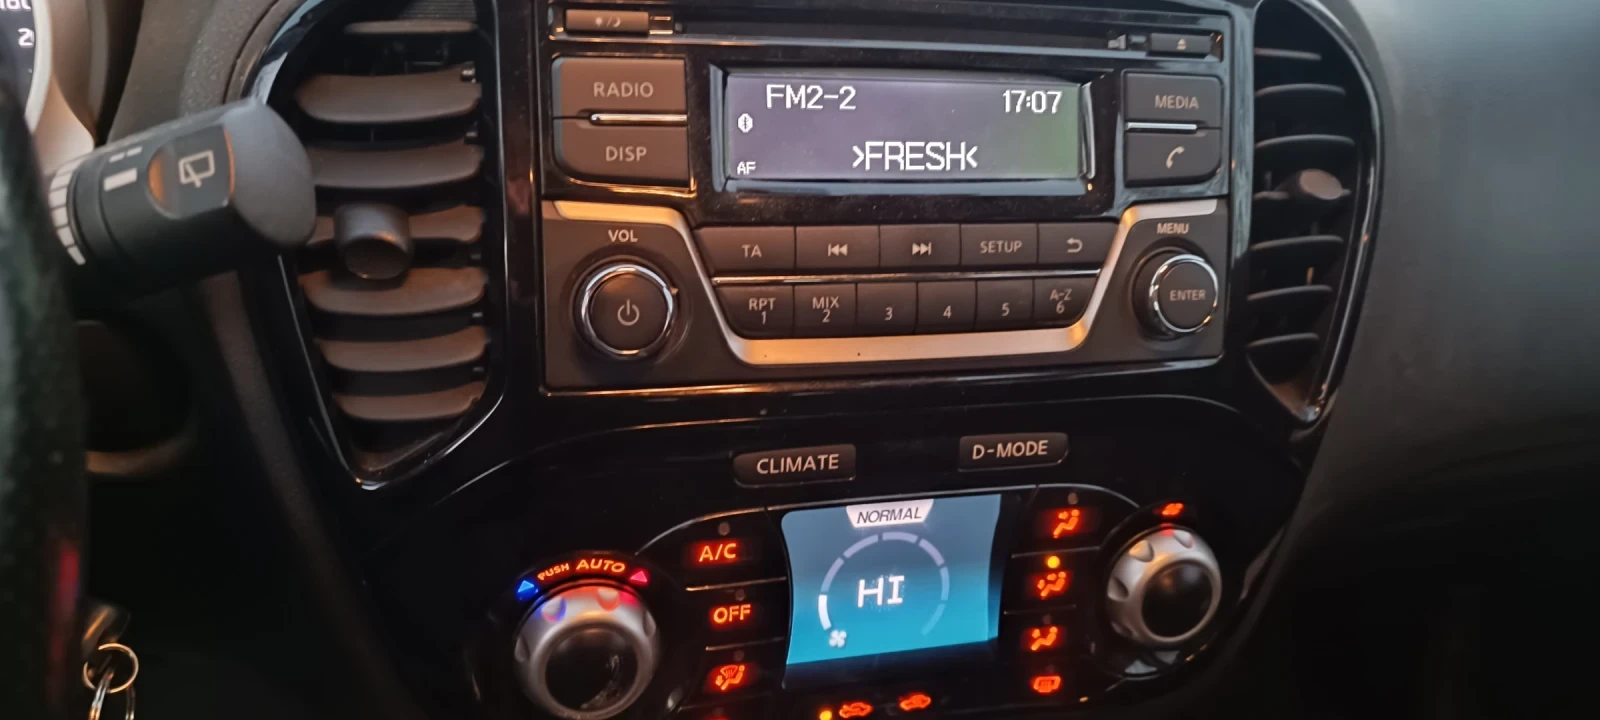 160
RADIO
DISP
FM2-2
17:07
AF
>FRESH<
MEDIA
VOL
TA
SETUP
MENU
ENTER
RPT
1
MIX
2
3
4
5
A-Z
6
CLIMATE
D-MODE
PUSH AUTO
A/C
OFF
NORMAL
HI